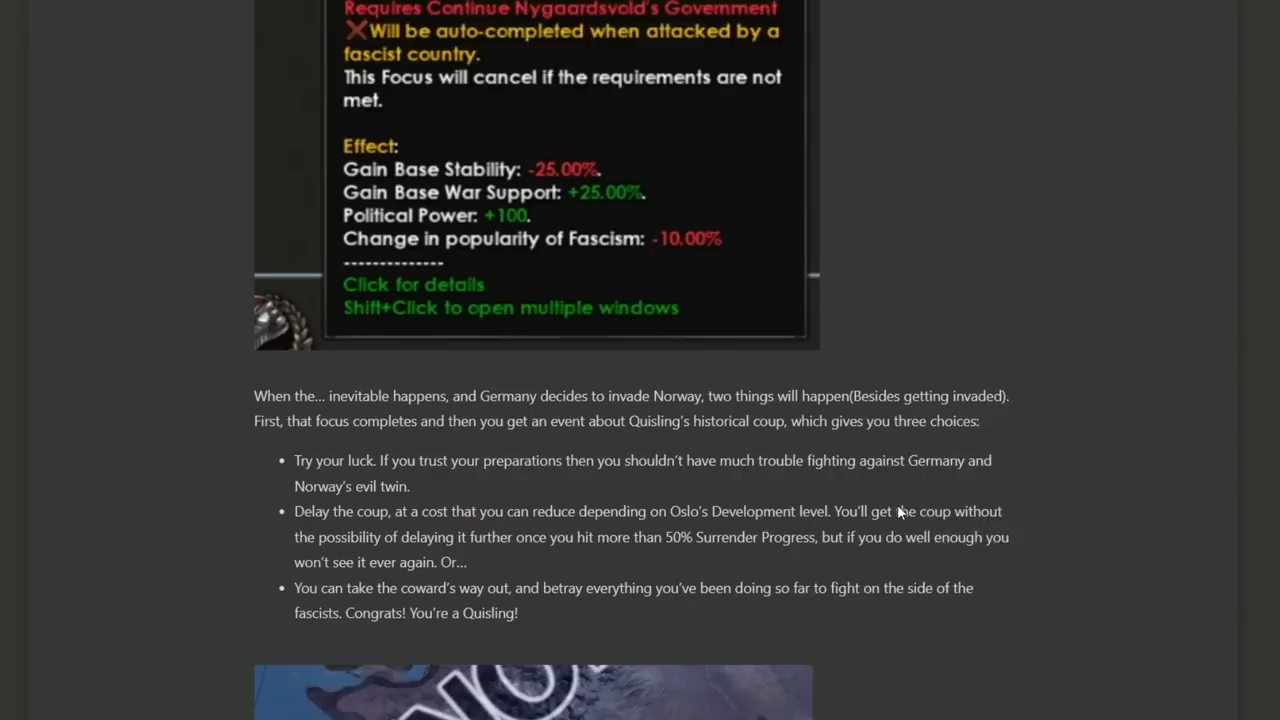 Requires Continue Nygaardsvold's Government
❌Will be auto-completed when attacked by a
fascist country.
This Focus will cancel if the requirements are not
met.
Effect:
Gain Base Stability: -25.00%.
Gain Base War Support: +25.00%.
Political Power: +100.
Change in popularity of Fascism: -10.00%
--------------
Click for details
Shift+Click to open multiple windows
When the... inevitable happens, and Germany decides to invade Norway, two things will happen(Besides getting invaded).
First, that focus completes and then you get an event about Quisling's historical coup, which gives you three choices:
• Try your luck. If you trust your preparations then you shouldn't have much trouble fighting against Germany and
Norway's evil twin.
• Delay the coup, at a cost that you can reduce depending on Oslo's Development level. You'll get the coup without
the possibility of delaying it further once you hit more than 50% Surrender Progress, but if you do well enough you
won't see it ever again. Or...
• You can take the coward's way out, and betray everything you've been doing so far to fight on the side of the
fascists. Congrats! You're a Quisling!